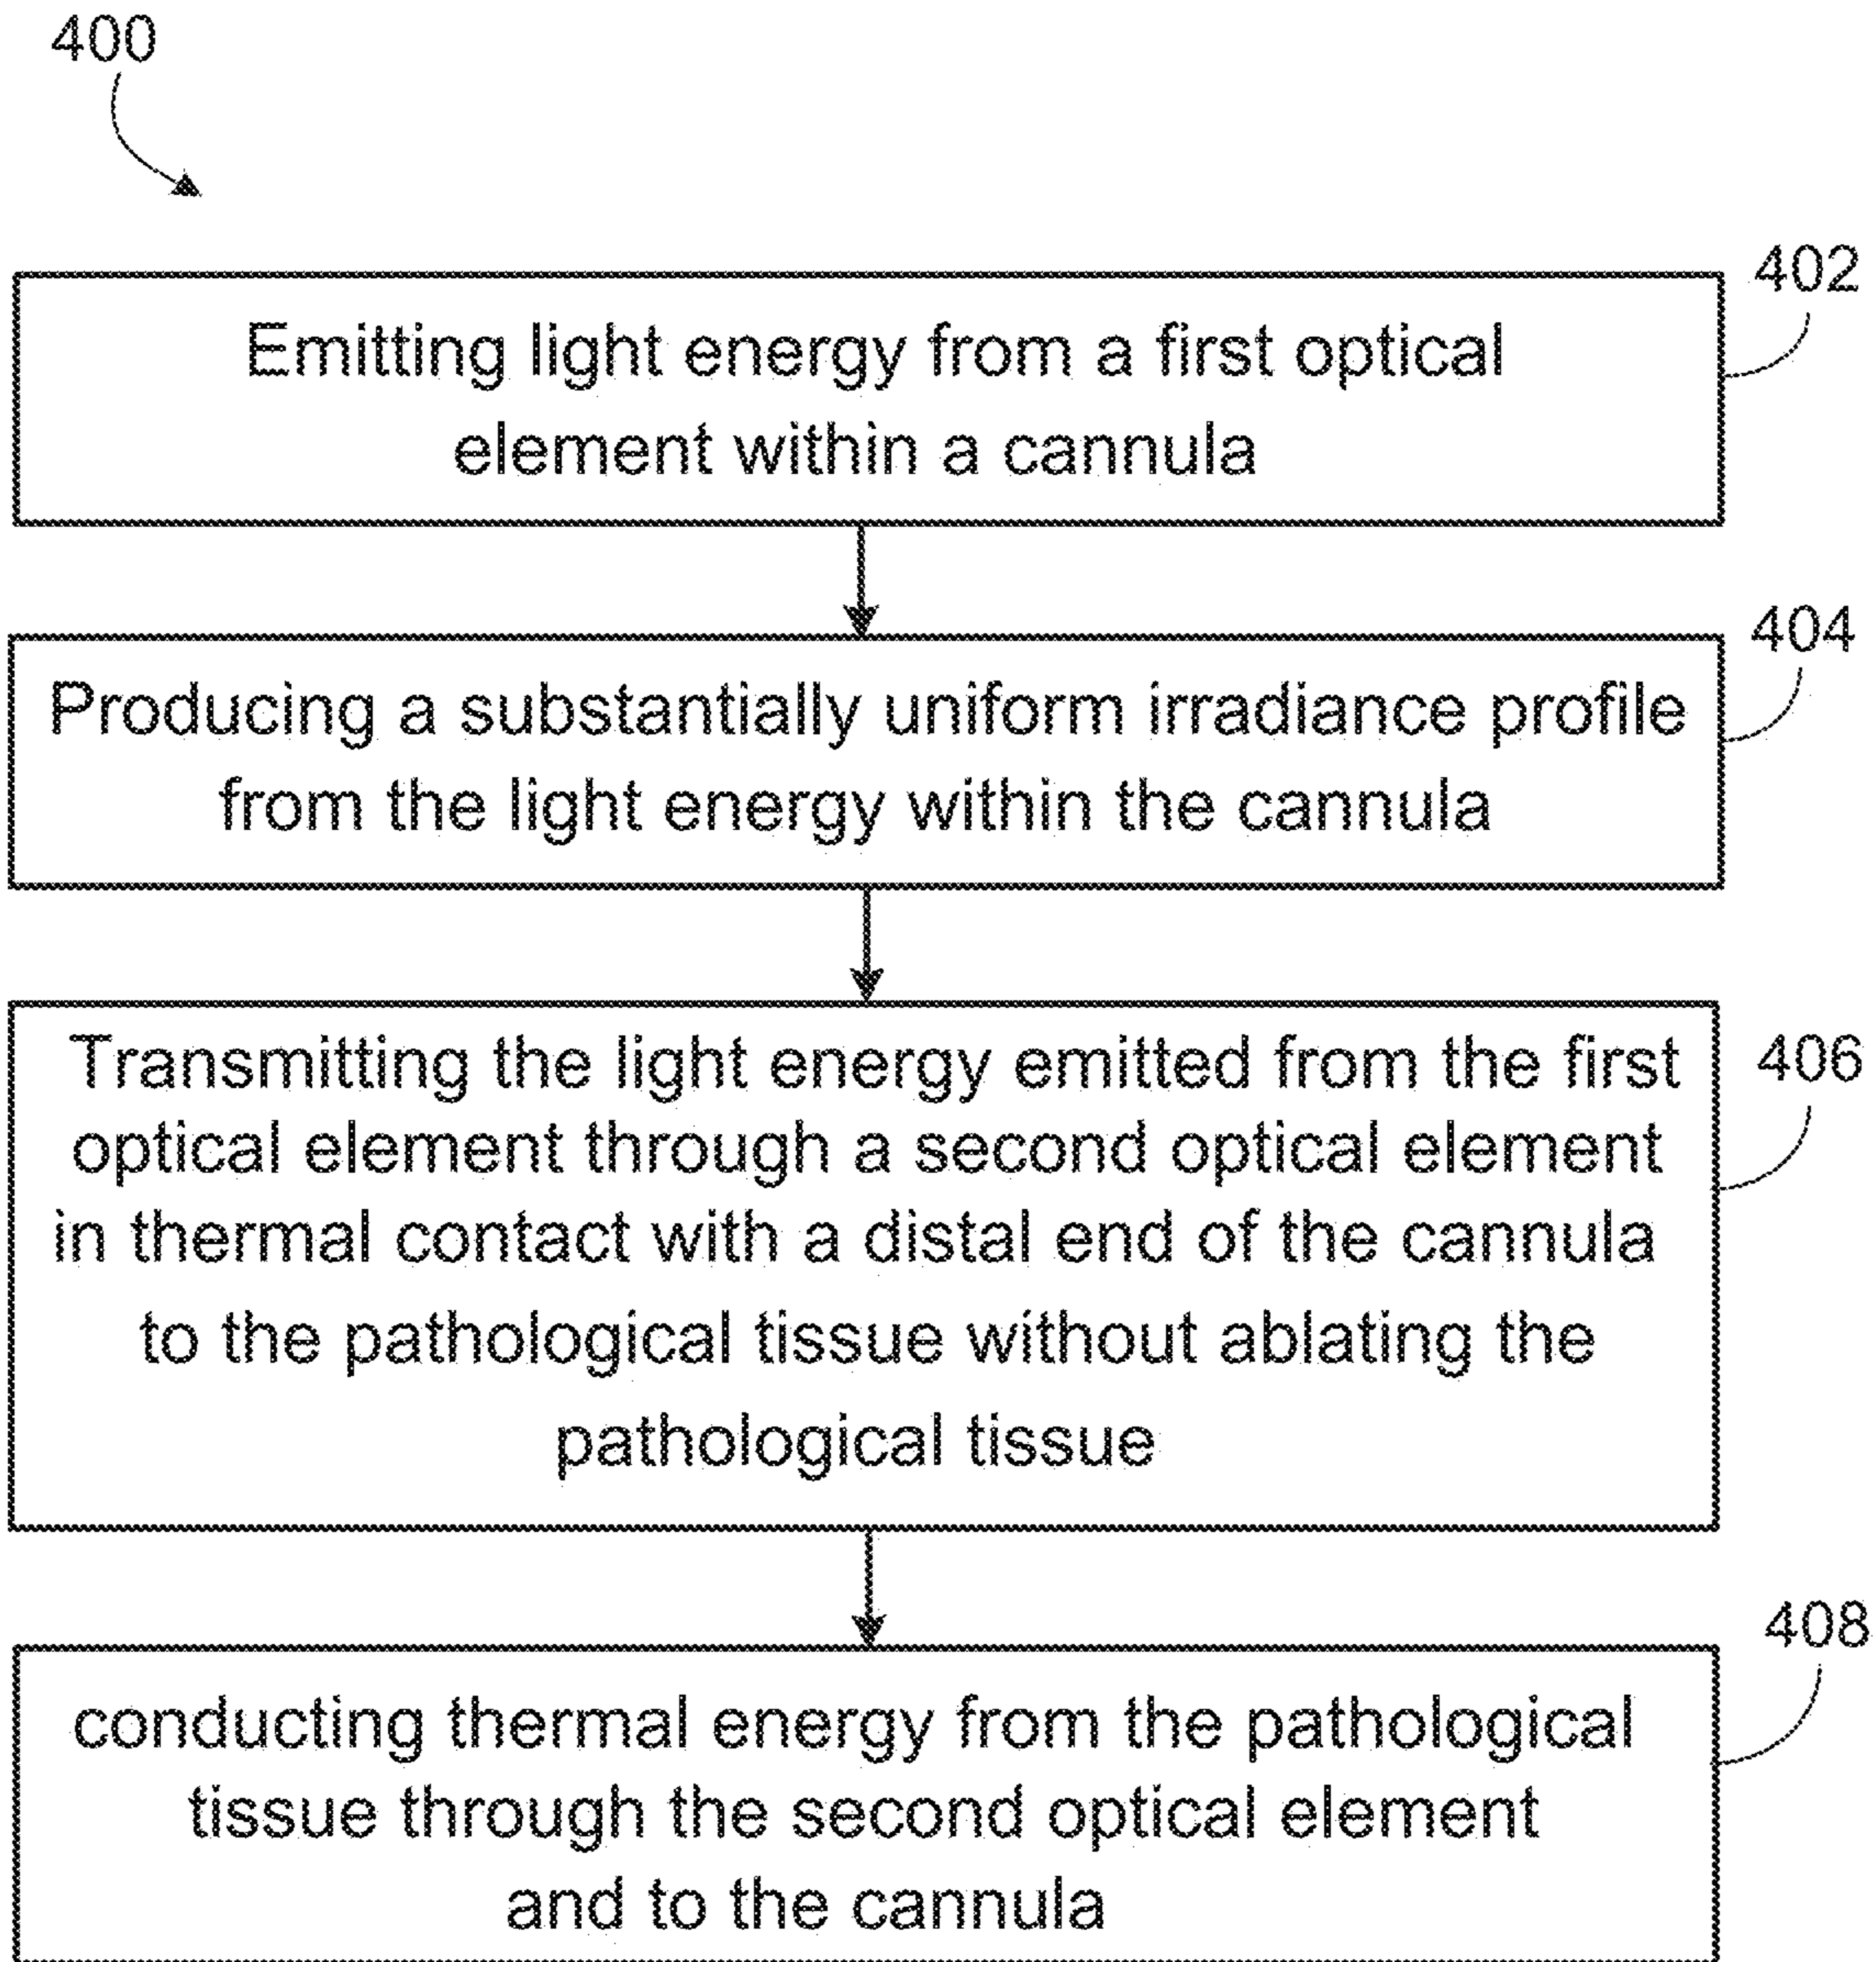 400
402
Emitting light energy from a first optical
element within a cannula
404
Producing a substantially uniform irradiance profile
from the light energy within the cannula
406
Transmitting the light energy emitted from the first
optical element through a second optical element
in thermal contact with a distal end of the cannula
to the pathological tissue without ablating the
pathological tissue
408
conducting thermal energy from the pathological
tissue through the second optical element
and to the cannula